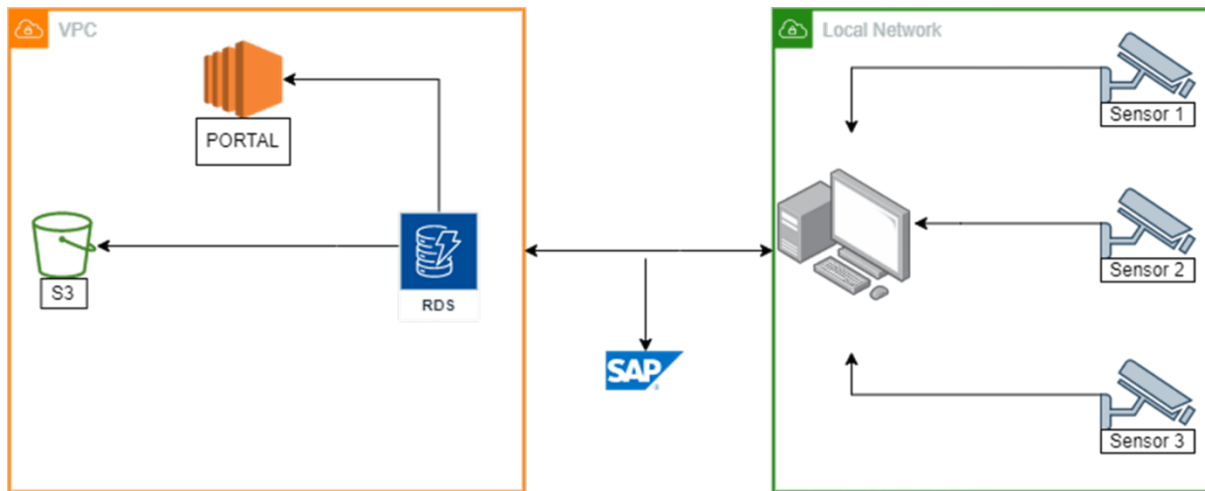 VPC
PORTAL
S3
RDS
SAP
Local Network
Sensor 1
Sensor 2
Sensor 3